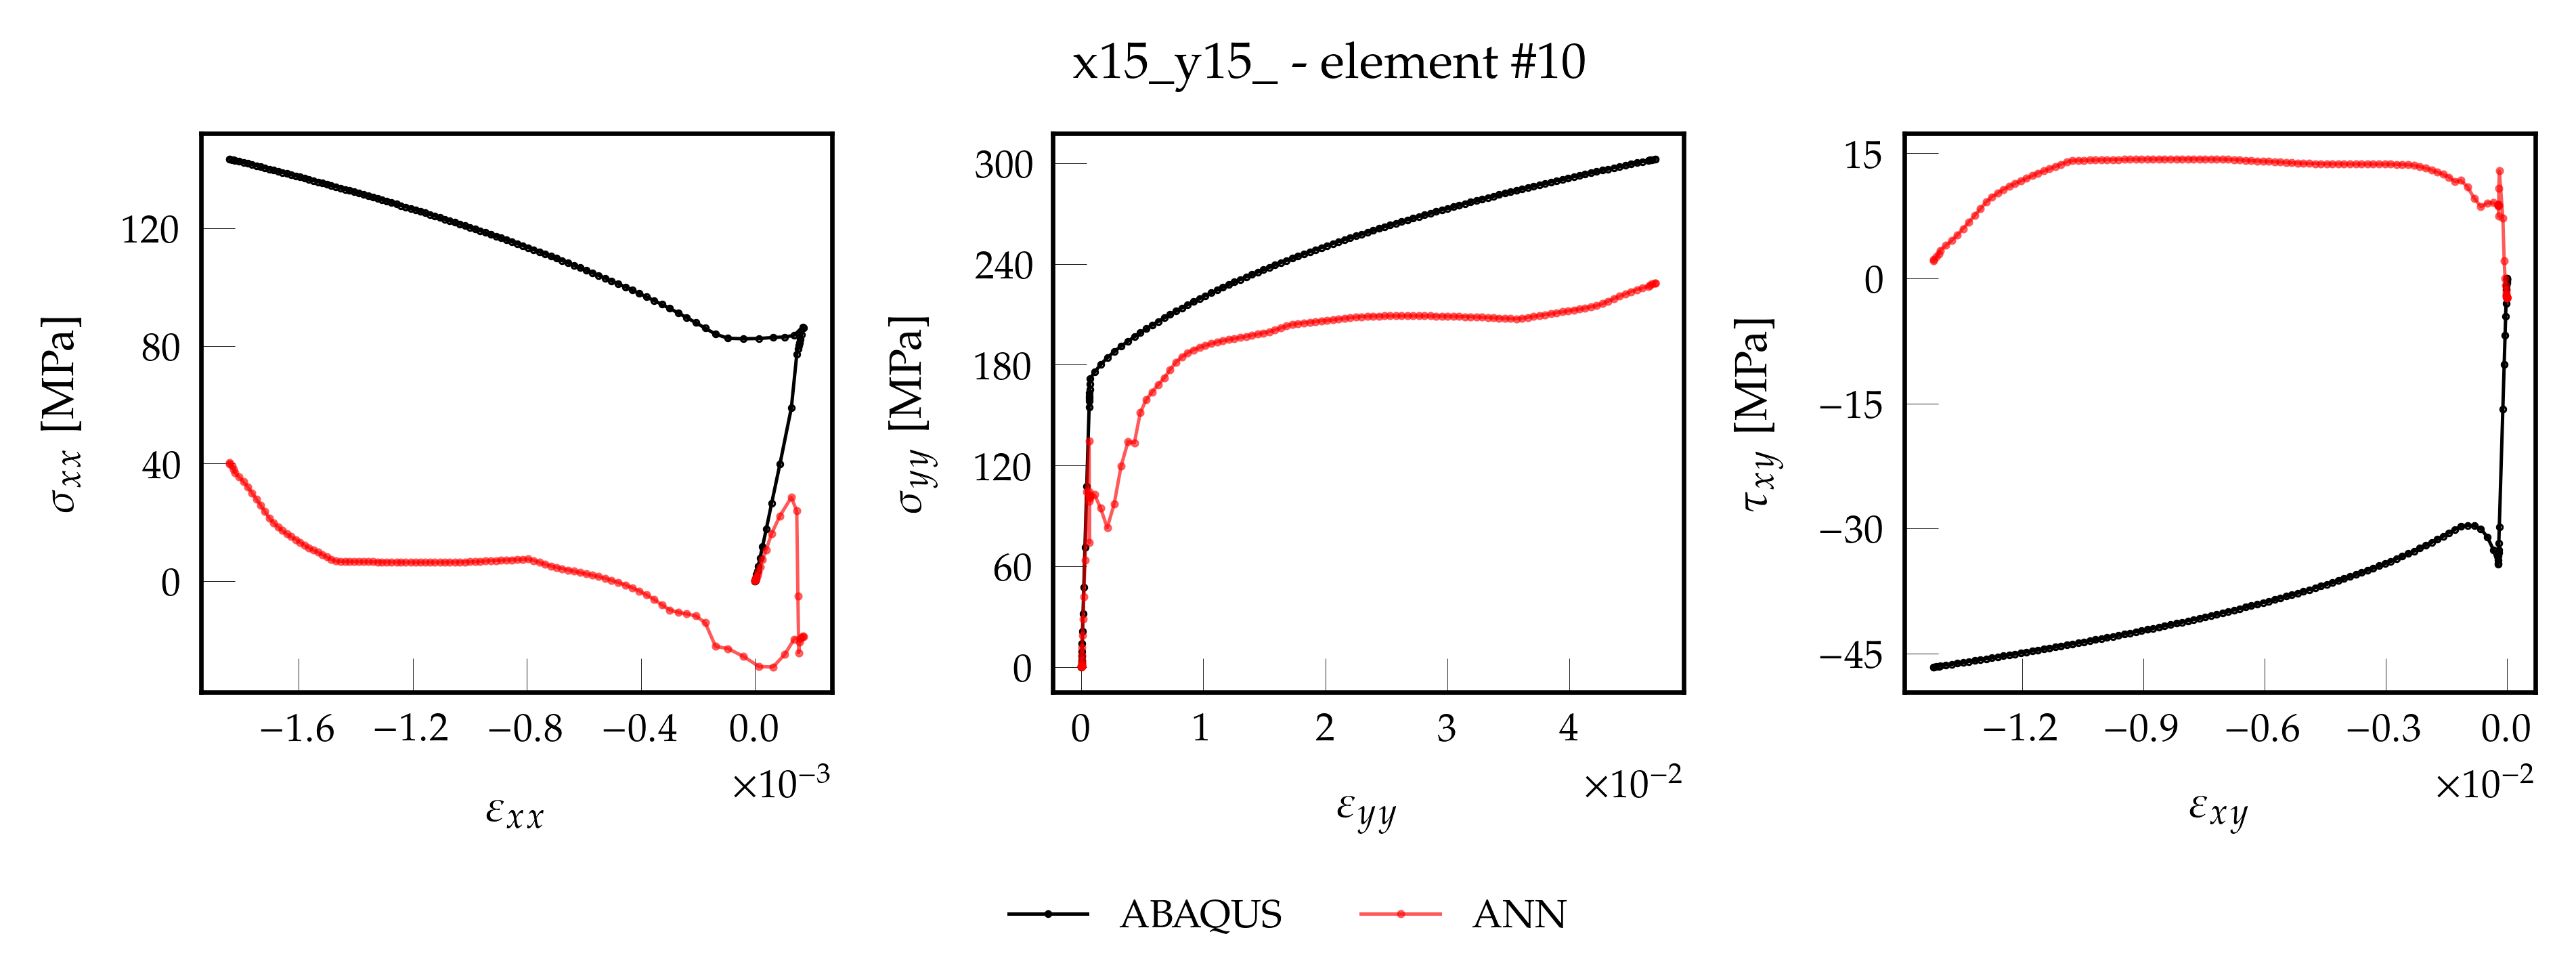 x15_y15_ - element #10
σxx [MPa]
120
80
40
0
−1.6 −1.2 −0.8 −0.4 0.0
×10−3
εxx
σyy [MPa]
300
240
180
120
60
0
0 1 2 3 4
×10−2
εyy
τxy [MPa]
15
0
−15
−30
−45
−1.2 −0.9 −0.6 −0.3 0.0
×10−2
εxy
ABAQUS ANN